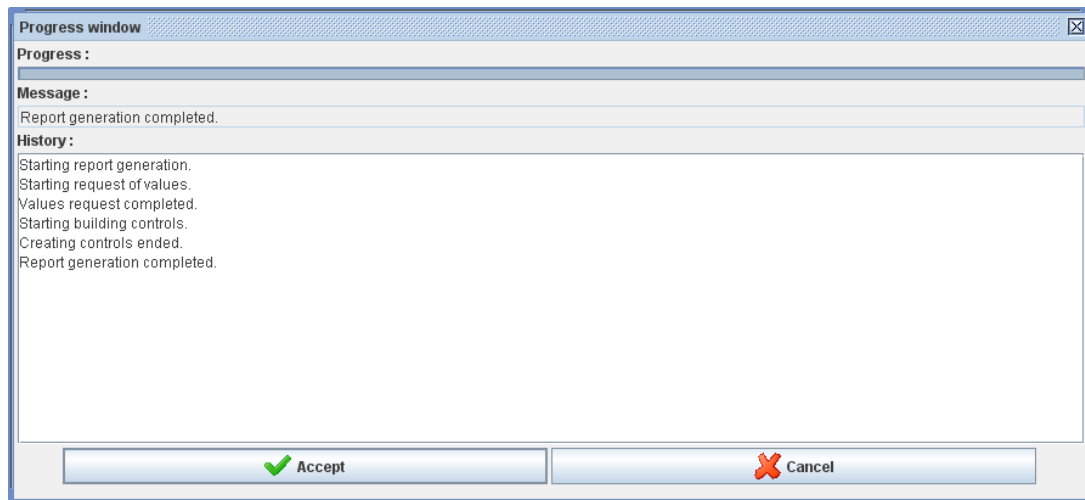 Progress window
Progress :
Message :
Report generation completed.
History :
Starting report generation.
Starting request of values.
Values request completed.
Starting building controls.
Creating controls ended.
Report generation completed.
Accept
Cancel